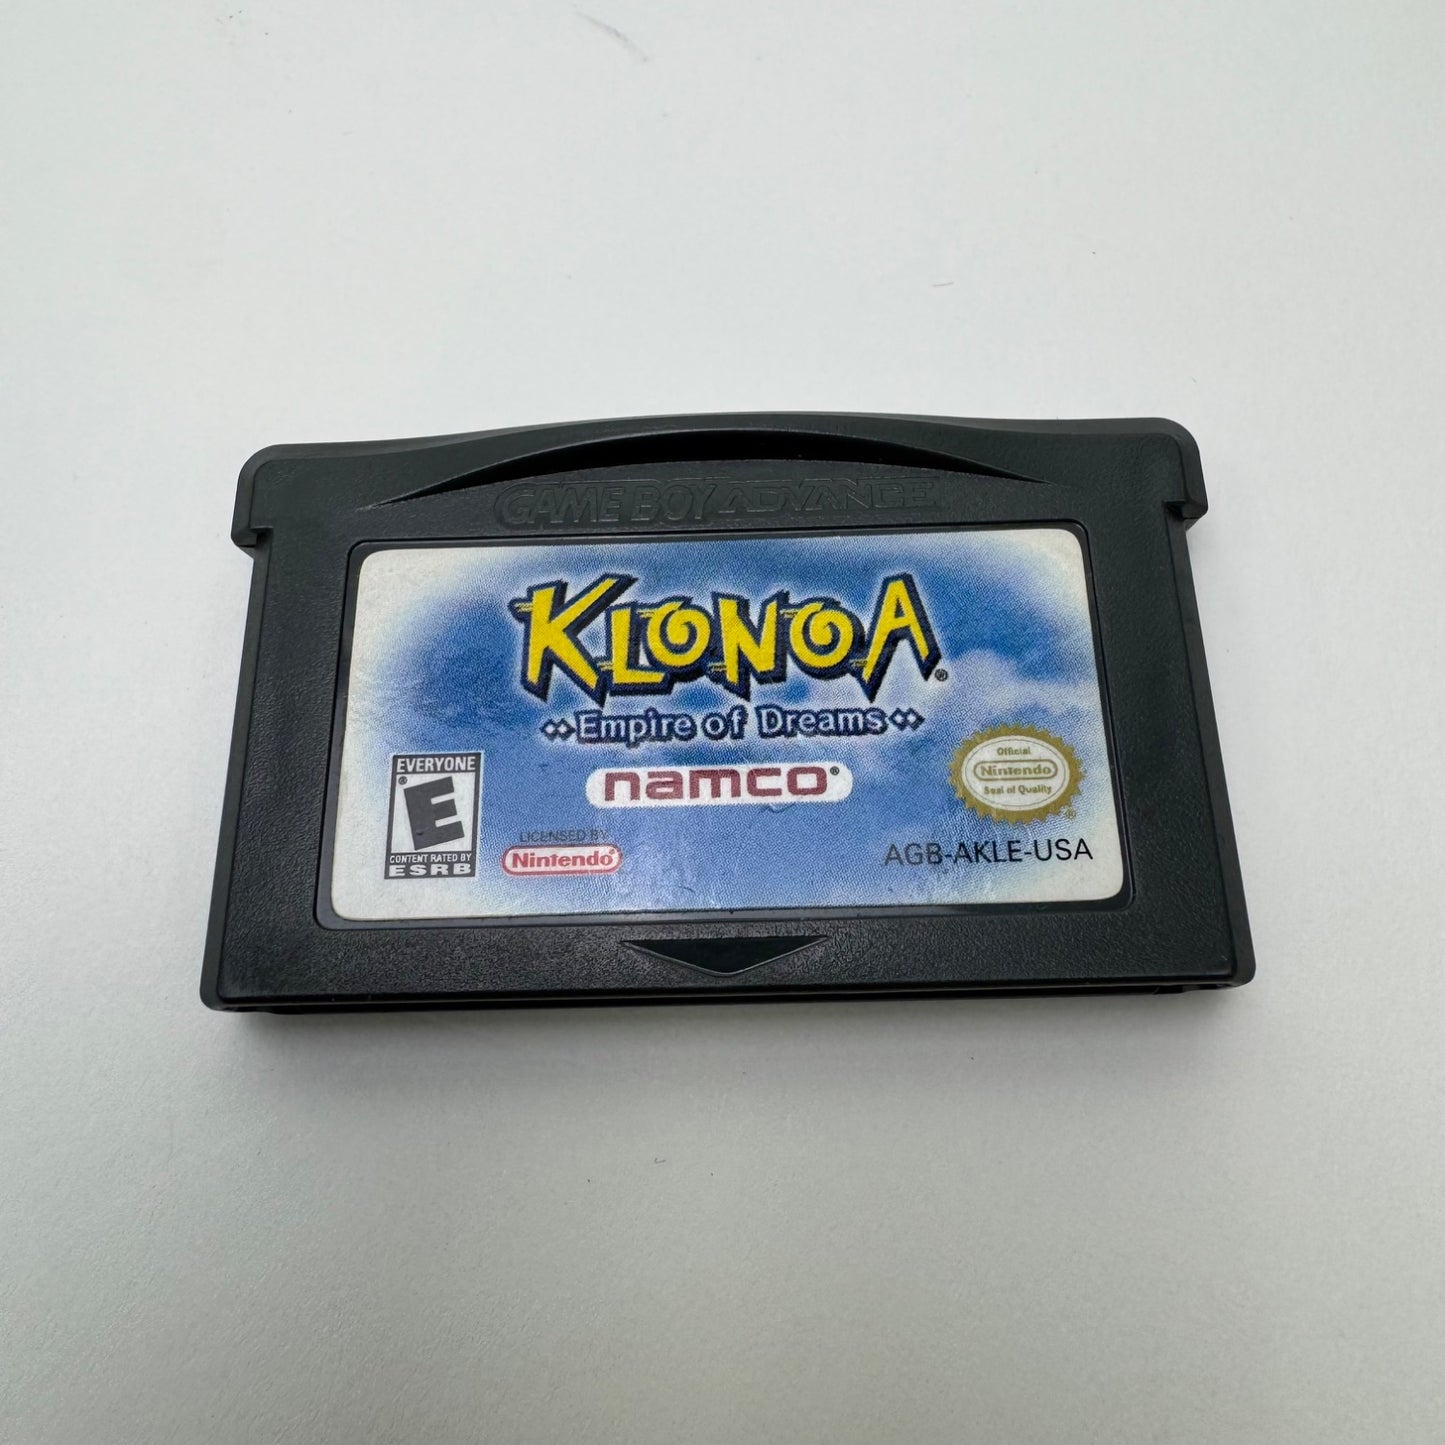 GAME BOY ADVANCE
KLONOA®
Empire of Dreams
namco®
EVERYONE
E
®
CONTENT RATED BY
ESRB
LICENSED BY
Nintendo®
Official
Nintendo
Seal of Quality
®
AGB-AKLE-USA